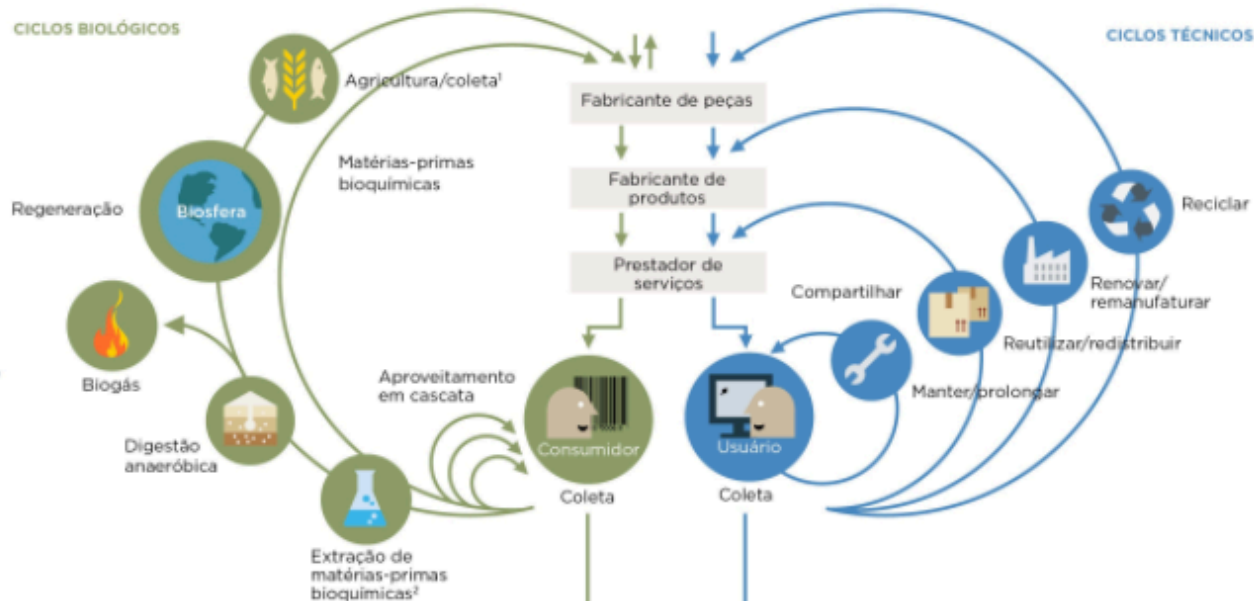 CICLOS BIOLÓGICOS
CICLOS TÉCNICOS
Agricultura/coleta¹
Matérias-primas
bioquímicas
Regeneração
Biosfera
Biogás
Digestão
anaeróbica
Extração de
matérias-primas
bioquímicas²
Aproveitamento
em cascata
Fabricante de peças
Fabricante de
produtos
Prestador de
serviços
Consumidor
Coleta
Usuário
Coleta
Compartilhar
Manter/prolongar
Reutilizar/redistribuir
Renovar/
remanufaturar
Reciclar